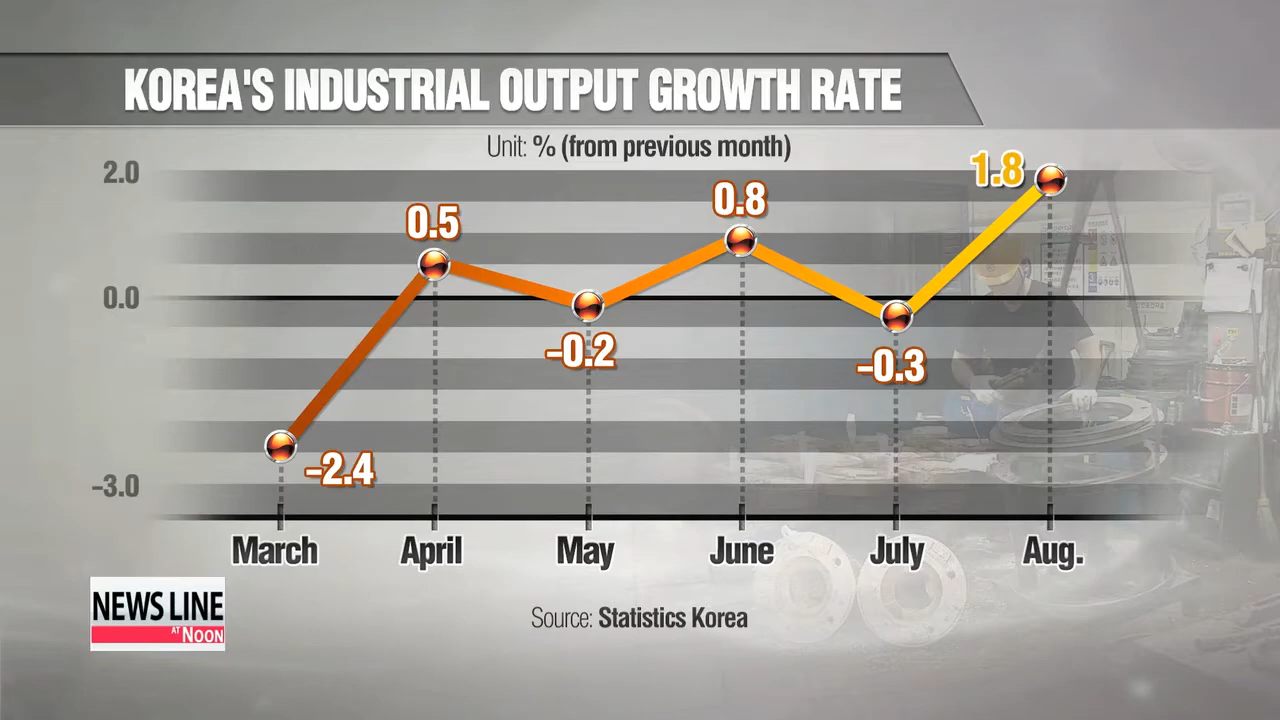 KOREA'S INDUSTRIAL OUTPUT GROWTH RATE
Unit: % (from previous month)
2.0
0.0
-3.0
-2.4
0.5
-0.2
0.8
-0.3
1.8
March April May June July Aug.
NEWS LINE
AT NOON
Source: Statistics Korea